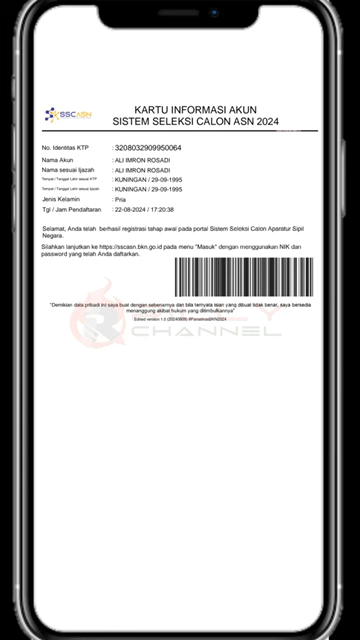 SSCASN
KARTU INFORMASI AKUN
SISTEM SELEKSI CALON ASN 2024
No. Identitas KTP : 3208032909950064
Nama Akun : ALI IMRON ROSADI
Nama sesuai Ijazah : ALI IMRON ROSADI
Tempat / Tanggal Lahir sesuai KTP : KUNINGAN / 29-09-1995
Tempat / Tanggal Lahir sesuai Ijazah : KUNINGAN / 29-09-1995
Jenis Kelamin : Pria
Tgl / Jam Pendaftaran : 22-08-2024 / 17:20:38
Selamat, Anda telah berhasil registrasi tahap awal pada portal Sistem Seleksi Calon Aparatur Sipil
Negara.
Silahkan lanjutkan ke https://sscasn.bkn.go.id pada menu "Masuk" dengan menggunakan NIK dan
password yang telah Anda daftarkan.
"Demikian data pribadi ini saya buat dengan sebenarnya dan bila ternyata isian yang dibuat tidak benar, saya bersedia
menanggung akibat hukum yang ditimbulkannya"
CHANNEL